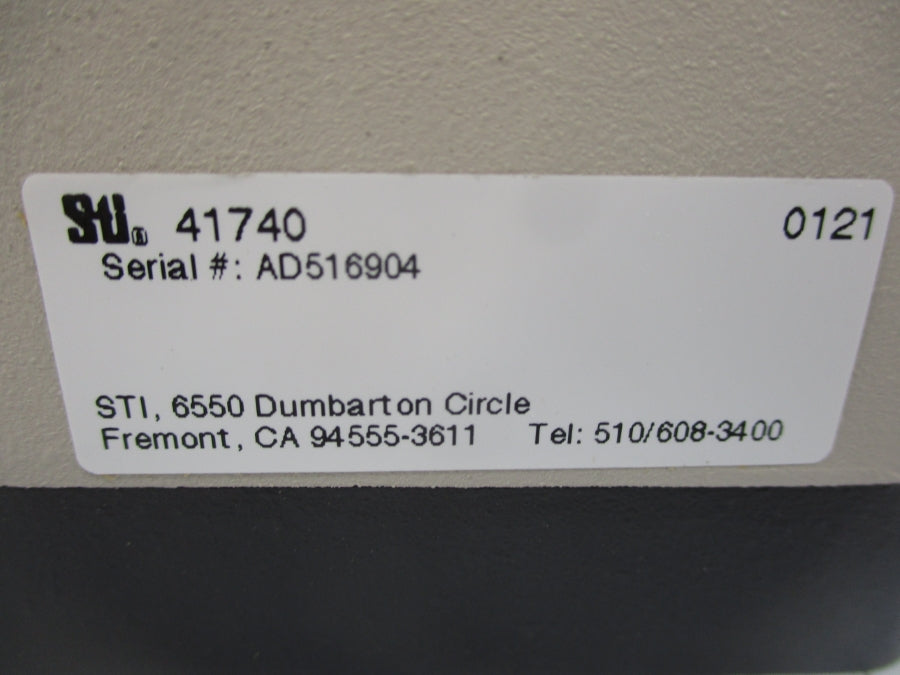 Sti® 41740 0121
Serial #: AD516904
STI, 6550 Dumbarton Circle
Fremont, CA 94555-3611 Tel: 510/608-3400